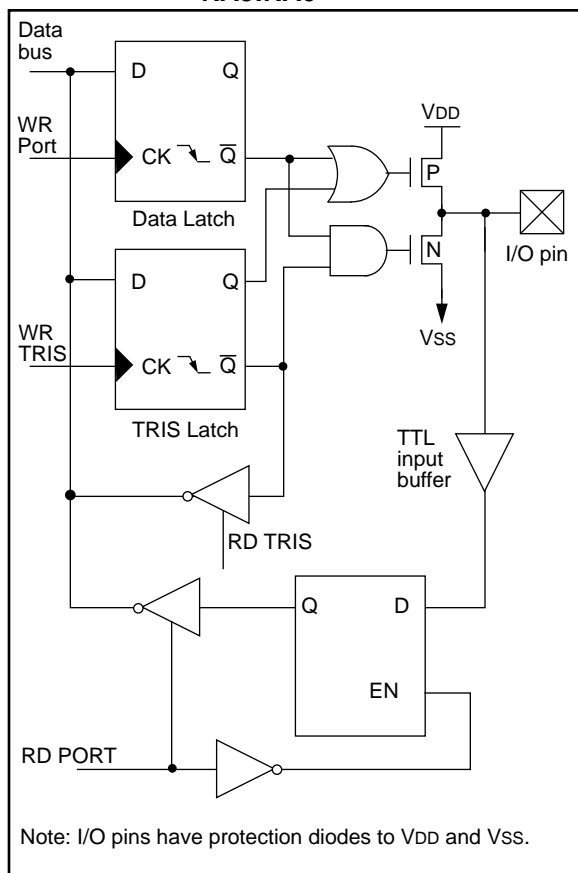 Data
bus
D Q
WR
Port
CK Q
Data Latch
VDD
P
N
I/O pin
VSS
D Q
WR
TRIS
CK Q
TRIS Latch
TTL
input
buffer
RD TRIS
Q D
EN
RD PORT
Note: I/O pins have protection diodes to VDD and VSS.